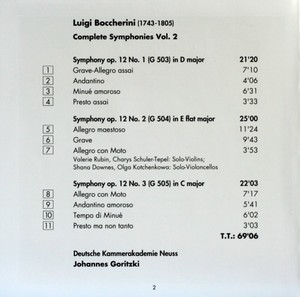 Luigi Boccherini (1743-1805)
Complete Symphonies Vol. 2
Symphony op. 12 No. 1 (G 503) in D major 21'20
1 Grave-Allegro assai 7'10
2 Andantino 4'06
3 Minué amoroso 6'31
4 Presto assai 3'33
Symphony op. 12 No. 2 (G 504) in E flat major 25'00
5 Allegro maestoso 11'24
6 Grave 9'43
7 Allegro con Moto 3'53
Valerie Rubin, Charys Schuler-Tepel: Solo-Violins;
Shana Downes, Olga Katchenkowa: Solo-Violoncellos
Symphony op. 12 No. 3 (G 505) in C major 22'03
8 Allegro con Moto 7'17
9 Andantino amoroso 5'41
10 Tempo di Minué 6'02
11 Presto ma non tanto 3'03
T.T.: 69'06
Deutsche Kammerakademie Neuss
Johannes Goritzki
2